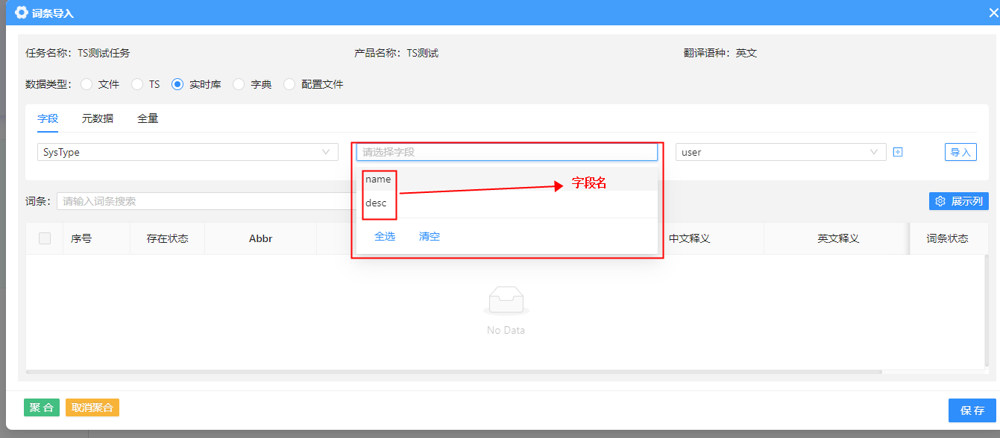 词条导入
任务名称：TS测试任务 产品名称：TS测试 翻译语种：英文
数据类型： 文件 TS 实时库 字典 配置文件
字段 元数据 全量
SysType 请选择字段 user 导入
name 字段名
desc
全选 清空
词条： 请输入词条搜索 展示列
序号 存在状态 Abbr 中文释义 英文释义 词条状态
No Data
聚合 取消聚合 保存